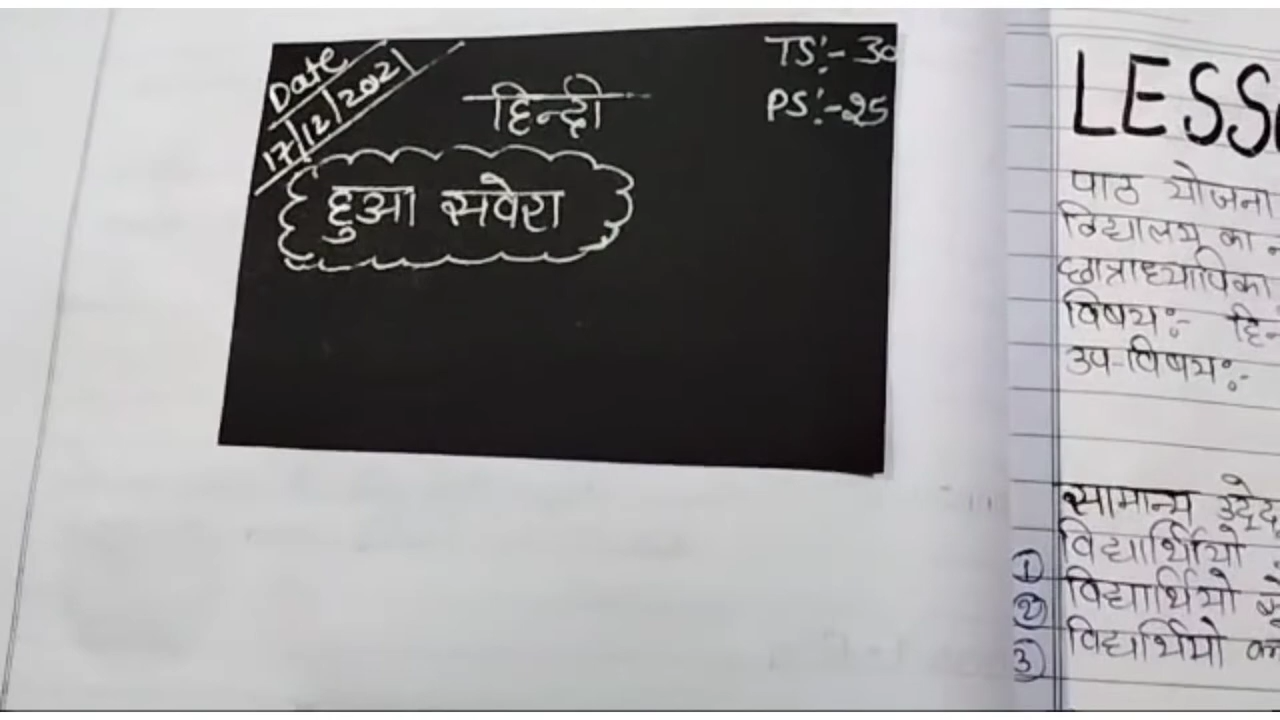 Date
17/12/2021
हिन्दी
TS:- 30
PS:- 25
हुआ सवेरा
LESS
पाठ योजना
विद्यालय का
छात्राध्यापिका
विषय:- हिन
उप-विषय:-
सामान्य उद्दे
① विद्यार्थियो
② विद्यार्थियो
③ विद्यर्थियो